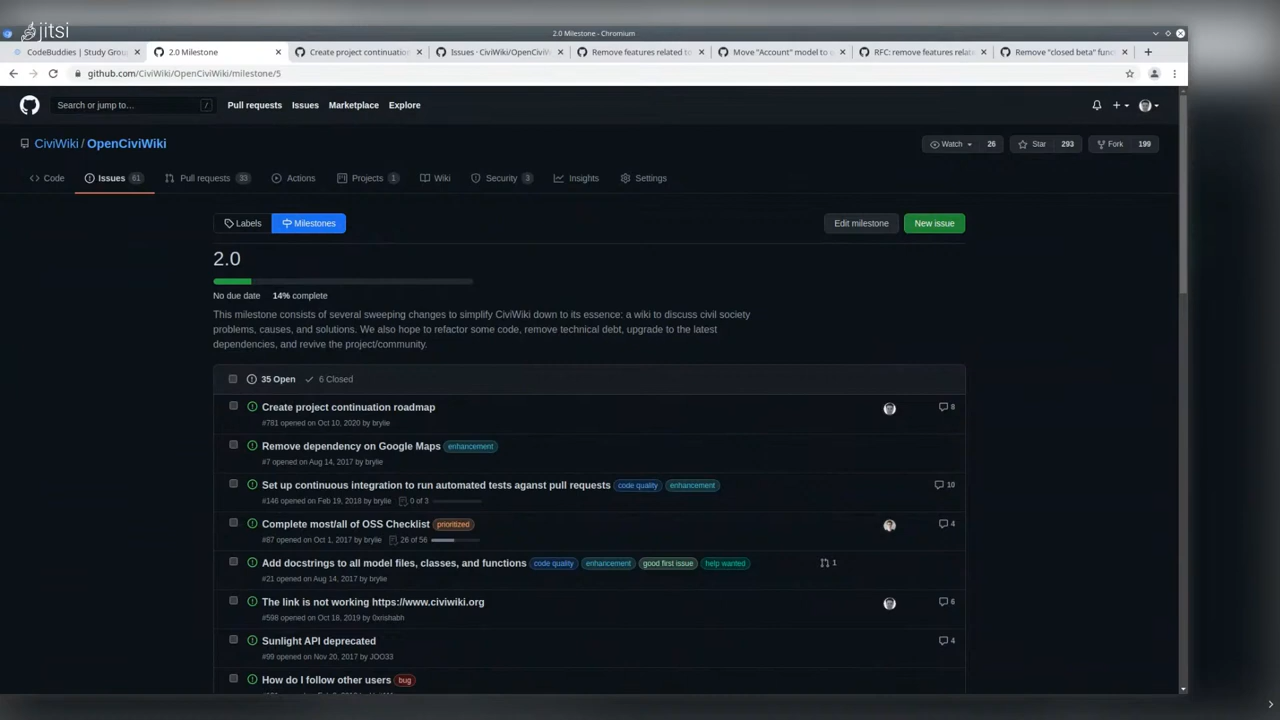 jitsi
2.0 Milestone - Chromium
CodeBuddies | Study Grou
2.0 Milestone
Create project continuation
Issues · CiviWiki/OpenCiviW
Remove features related to
Move "Account" model to
RFC: remove features relat
Remove "closed beta" func
github.com/CiviWiki/OpenCiviWiki/milestone/5
Search or jump to… /
Pull requests
Issues
Marketplace
Explore
CiviWiki / OpenCiviWiki
Watch 26
Star 293
Fork 199
Code
Issues 61
Pull requests 33
Actions
Projects 1
Wiki
Security 3
Insights
Settings
Labels
Milestones
Edit milestone
New issue
2.0
No due date 14% complete
This milestone consists of several sweeping changes to simplify CiviWiki down to its essence: a wiki to discuss civil society
problems, causes, and solutions. We also hope to refactor some code, remove technical debt, upgrade to the latest
dependencies, and revive the project/community.
35 Open 6 Closed
Create project continuation roadmap 8
#781 opened on Oct 10, 2020 by brylie
Remove dependency on Google Maps enhancement
#7 opened on Aug 14, 2017 by brylie
Set up continuous integration to run automated tests aganst pull requests code quality enhancement 10
#146 opened on Feb 19, 2018 by brylie 0 of 3
Complete most/all of OSS Checklist prioritized 4
#87 opened on Oct 1, 2017 by brylie 26 of 56
Add docstrings to all model files, classes, and functions code quality enhancement good first issue help wanted 1
#21 opened on Aug 14, 2017 by brylie
The link is not working https://www.civiwiki.org 6
#598 opened on Oct 18, 2019 by 0xrishabh
Sunlight API deprecated 4
#99 opened on Nov 20, 2017 by JOO33
How do I follow other users bug